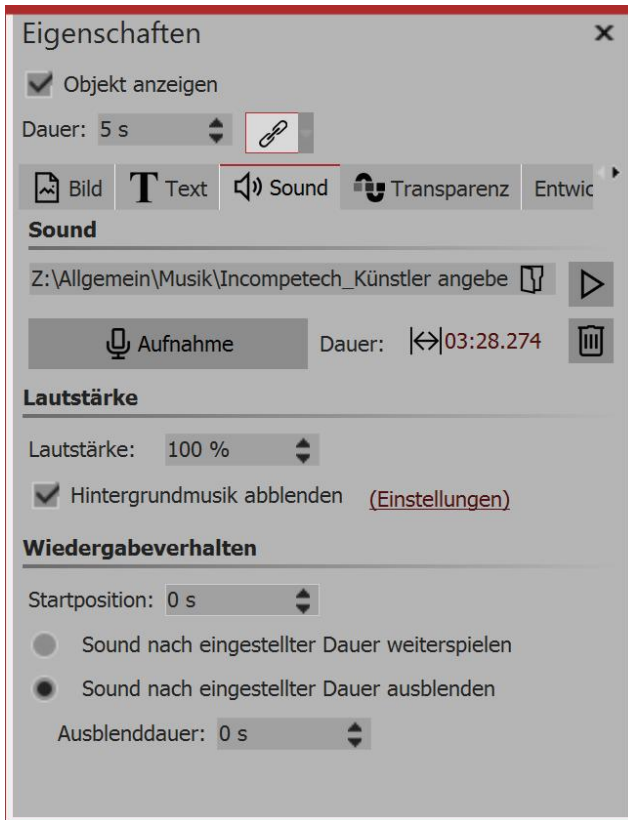 Eigenschaften
Objekt anzeigen
Dauer: 5 s
Bild Text Sound Transparenz Entwic
Sound
Z:\Allgemein\Musik\Incompetech_Künstler angebe
Aufnahme Dauer: 03:28.274
Lautstärke
Lautstärke: 100 %
Hintergrundmusik abblenden (Einstellungen)
Wiedergabeverhalten
Startposition: 0 s
Sound nach eingestellter Dauer weiterspielen
Sound nach eingestellter Dauer ausblenden
Ausblenddauer: 0 s